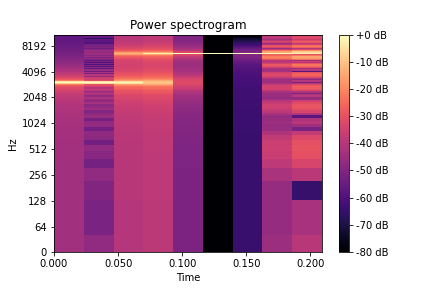 Power spectrogram
8192
4096
2048
1024
512
256
128
64
0
Hz
0.000 0.050 0.100 0.150 0.200
Time
+0 dB
-10 dB
-20 dB
-30 dB
-40 dB
-50 dB
-60 dB
-70 dB
-80 dB